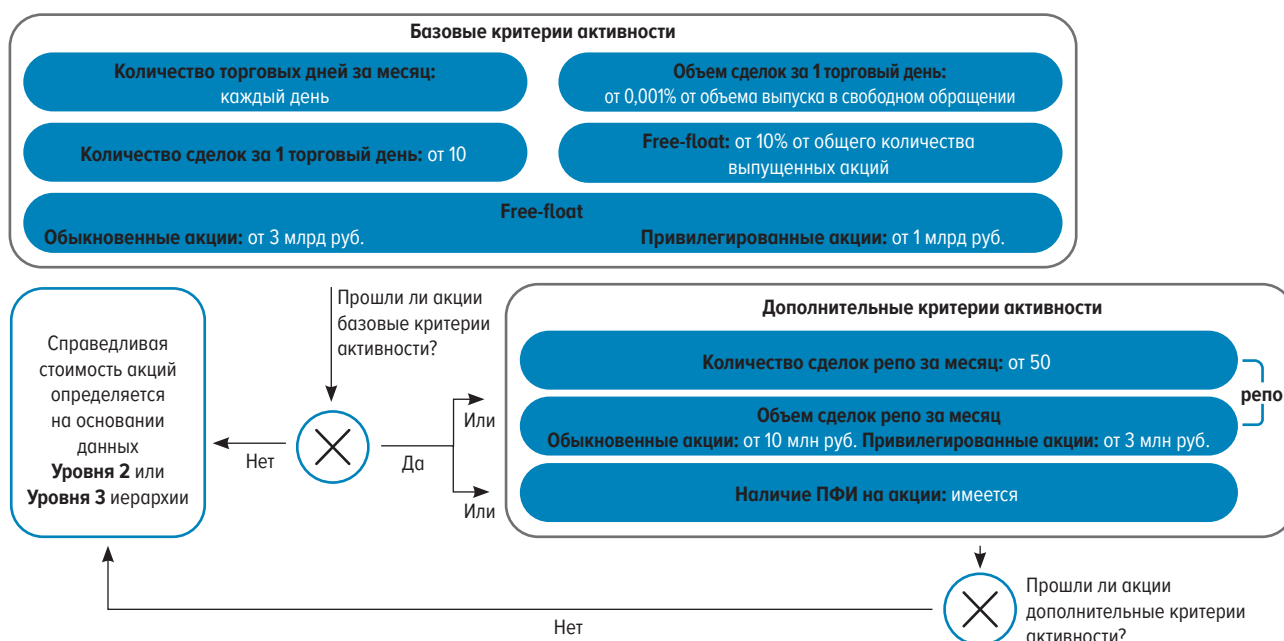 Базовые критерии активности
Количество торговых дней за месяц:
каждый день
Объем сделок за 1 торговый день:
от 0,001% от объема выпуска в свободном обращении
Количество сделок за 1 торговый день: от 10
Free-float: от 10% от общего количества
выпущенных акций
Free-float
Обыкновенные акции: от 3 млрд руб.
Привилегированные акции: от 1 млрд руб.
Справедливая
стоимость акций
определяется
на основании
данных
Уровня 2 или
Уровня 3 иерархии
Прошли ли акции
базовые критерии
активности?
Нет
Да
Или
Или
Дополнительные критерии активности
Количество сделок репо за месяц: от 50
Объем сделок репо за месяц
Обыкновенные акции: от 10 млн руб. Привилегированные акции: от 3 млн руб.
репо
Наличие ПФИ на акции: имеется
Прошли ли акции
дополнительные критерии
активности?
Нет